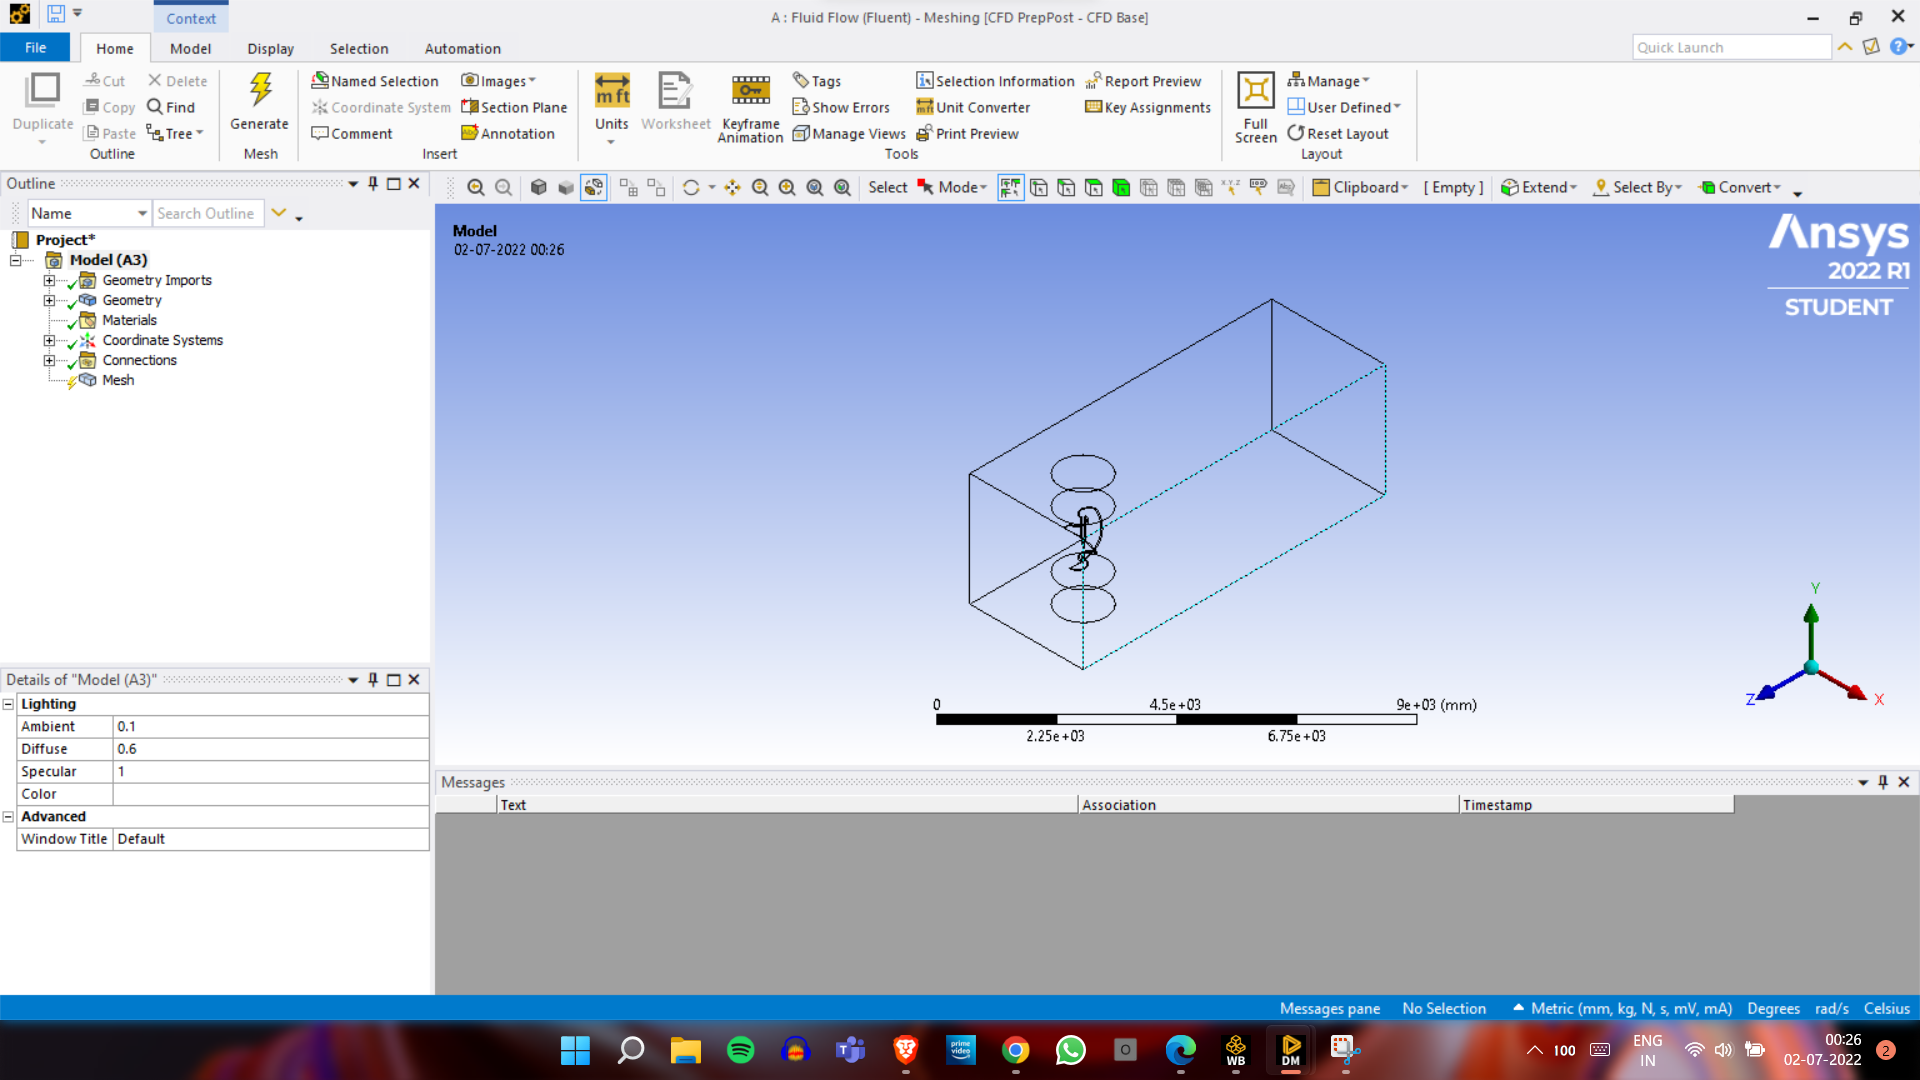 Context
A : Fluid Flow (Fluent) - Meshing [CFD PrepPost - CFD Base]
File Home Model Display Selection Automation
Quick Launch
Duplicate
Cut
Copy
Paste
Delete
Find
Tree
Outline
Generate
Mesh
Named Selection
Coordinate System
Comment
Images
Section Plane
Annotation
Insert
Units
Worksheet
Keyframe
Animation
Tags
Show Errors
Manage Views
Selection Information
Unit Converter
Print Preview
Report Preview
Key Assignments
Tools
Full
Screen
Manage
User Defined
Reset Layout
Layout
Outline
Name
Search Outline
Select Mode Clipboard [ Empty ] Extend Select By Convert
Project*
Model (A3)
Geometry Imports
Geometry
Materials
Coordinate Systems
Connections
Mesh
Model
02-07-2022 00:26
Ansys
2022 R1
STUDENT
0 4.5e+03 9e+03 (mm)
2.25e+03 6.75e+03
Y
Z
X
Details of "Model (A3)"
Lighting
Ambient 0.1
Diffuse 0.6
Specular 1
Color
Advanced
Window Title Default
Messages
Text Association Timestamp
Messages pane No Selection Metric (mm, kg, N, s, mV, mA) Degrees rad/s Celsius
prime
video
WB
DM
100
ENG
IN
00:26
02-07-2022
2